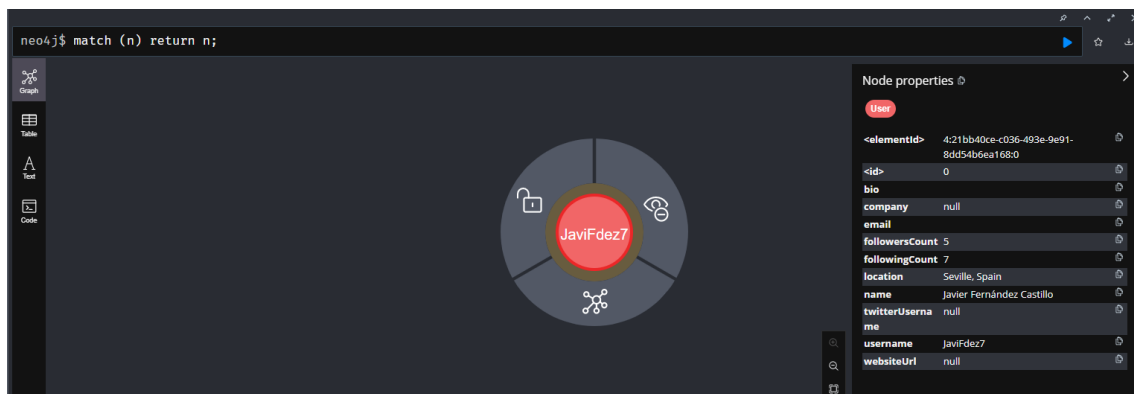 neo4j$ match (n) return n;
Graph
Table
Text
Code
JaviFdez7
Node properties
User
<elementId> 4:21bb40ce-c036-493e-9e91-
8dd54b6ea168:0
<id> 0
bio
company null
email
followersCount 5
followingCount 7
location Seville, Spain
name Javier Fernández Castillo
twitterUserna null
me
username JaviFdez7
websiteUrl null